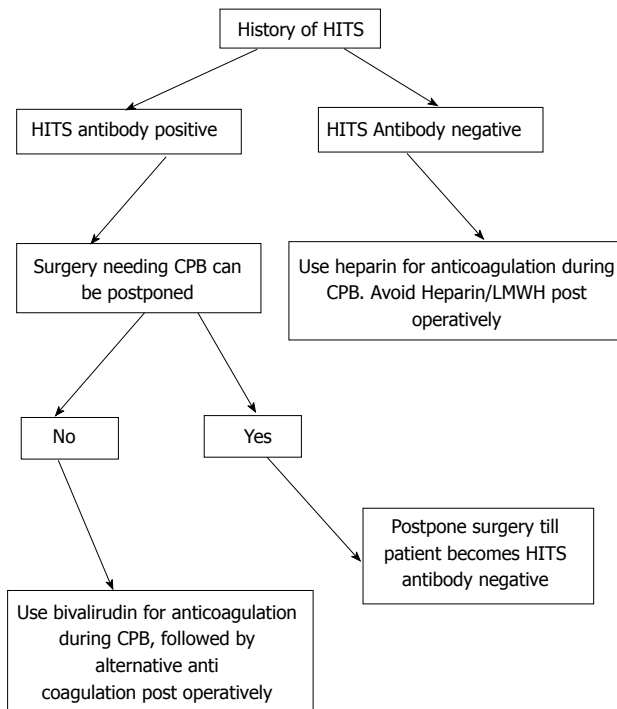 History of HITS
HITS antibody positive
HITS Antibody negative
Surgery needing CPB can
be postponed
Use heparin for anticoagulation during
CPB. Avoid Heparin/LMWH post
operatively
No
Yes
Postpone surgery till
patient becomes HITS
antibody negative
Use bivalirudin for anticoagulation
during CPB, followed by
alternative anti
coagulation post operatively